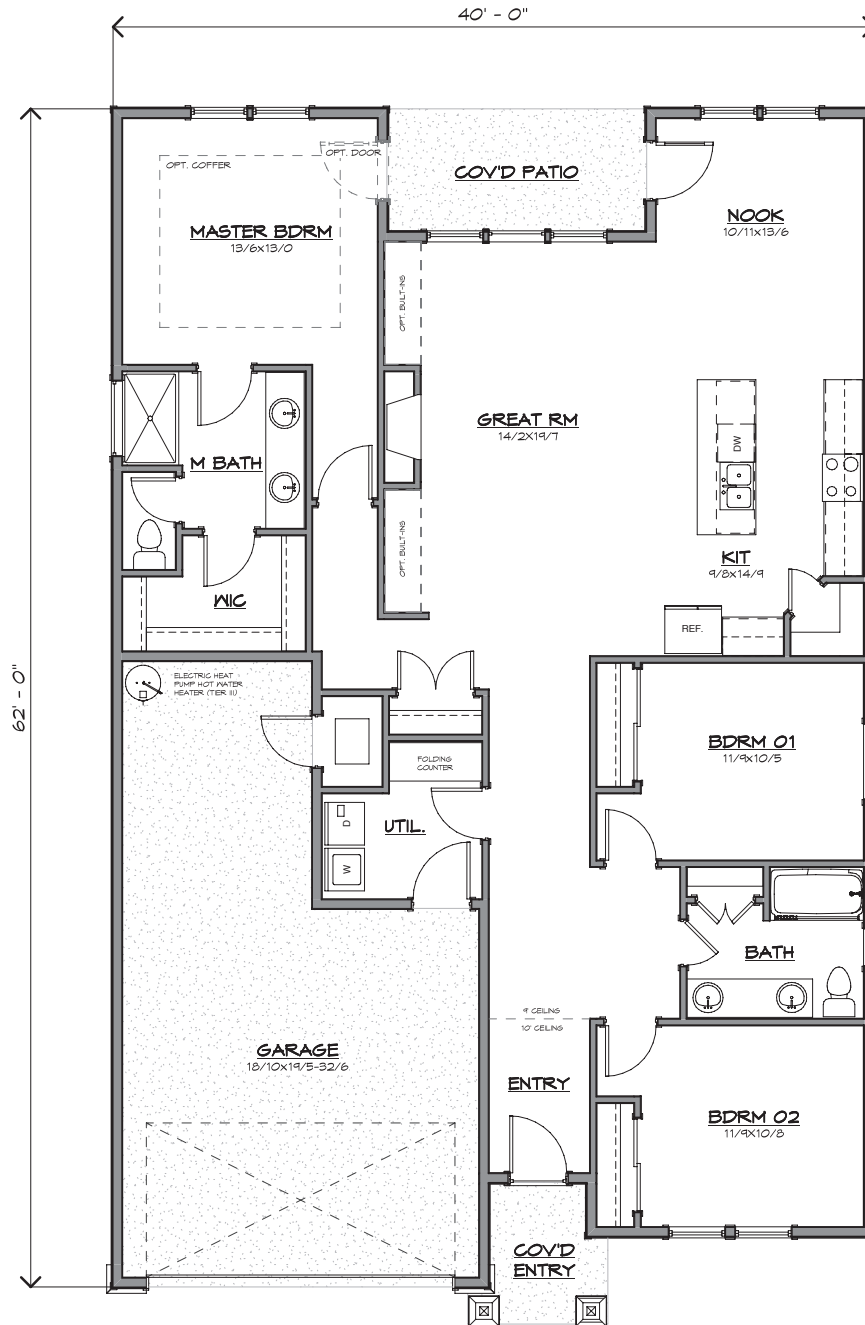 40' - 0"
62' - 0"
OPT. DOOR
OPT. COFFER
COV'D PATIO
NOOK
10/11x13/6
MASTER BDRM
13/6x13/0
OPT. BUILT-INS
GREAT RM
14/2X19/7
DW
M BATH
OPT. BUILT-INS
KIT
9/8x14/9
WIC
REF.
ELECTRIC HEAT
PUMP HOT WATER
HEATER (TIER III)
BDRM 01
11/9x10/5
FOLDING
COUNTER
D
UTIL.
W
BATH
9' CEILING
10' CEILING
GARAGE
18/10x19/5-32/6
ENTRY
BDRM 02
11/9X10/8
COV'D
ENTRY